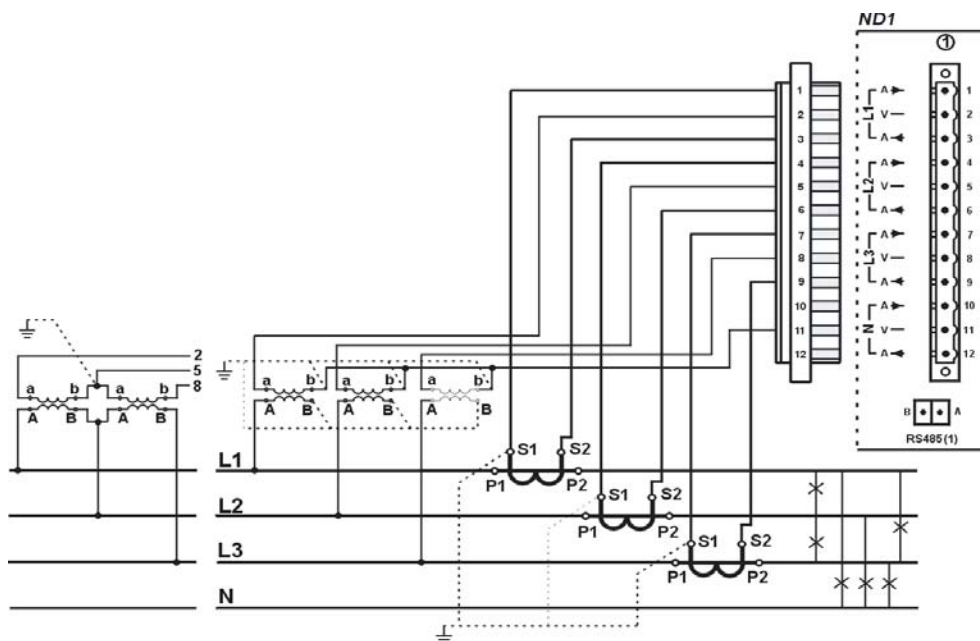 ND1
1
1
2
3
4
5
6
7
8
9
10
11
12
L1
A
V
A
L2
A
V
A
L3
A
V
A
N
A
V
A
1
2
3
4
5
6
7
8
9
10
11
12
B A
RS485(1)
2
5
8
a b a b
A B A B
a b a b a b
A B A B A B
L1
S1 S2
P1 P2
L2
S1 S2
P1 P2
L3
S1 S2
P1 P2
N